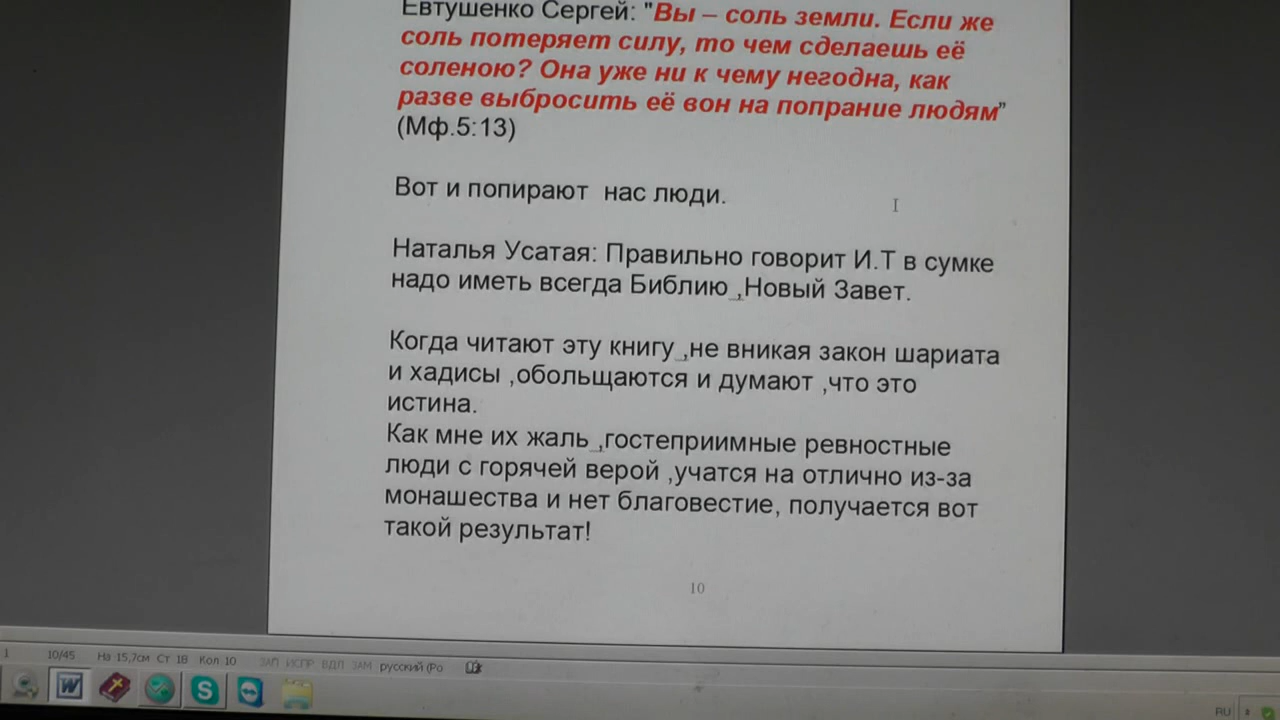 Евтушенко Сергей: "Вы – соль земли. Если же
соль потеряет силу, то чем сделаешь её
соленою? Она уже ни к чему негодна, как
разве выбросить её вон на попрание людям”
(Мф.5:13)
Вот и попирают  нас люди.
Наталья Усатая: Правильно говорит И.Т в сумке
надо иметь всегда Библию ,Новый Завет.
Когда читают эту книгу ,не вникая закон шариата
и хадисы ,обольщаются и думают ,что это
истина.
Как мне их жаль ,гостеприимные ревностные
люди с горячей верой ,учатся на отлично из-за
монашества и нет благовестие, получается вот
такой результат!
10
1 10/45 На 15,7см Ст 18 Кол 10 ЗАП ИСПР ВДЛ ЗАМ русский (Ро
RU